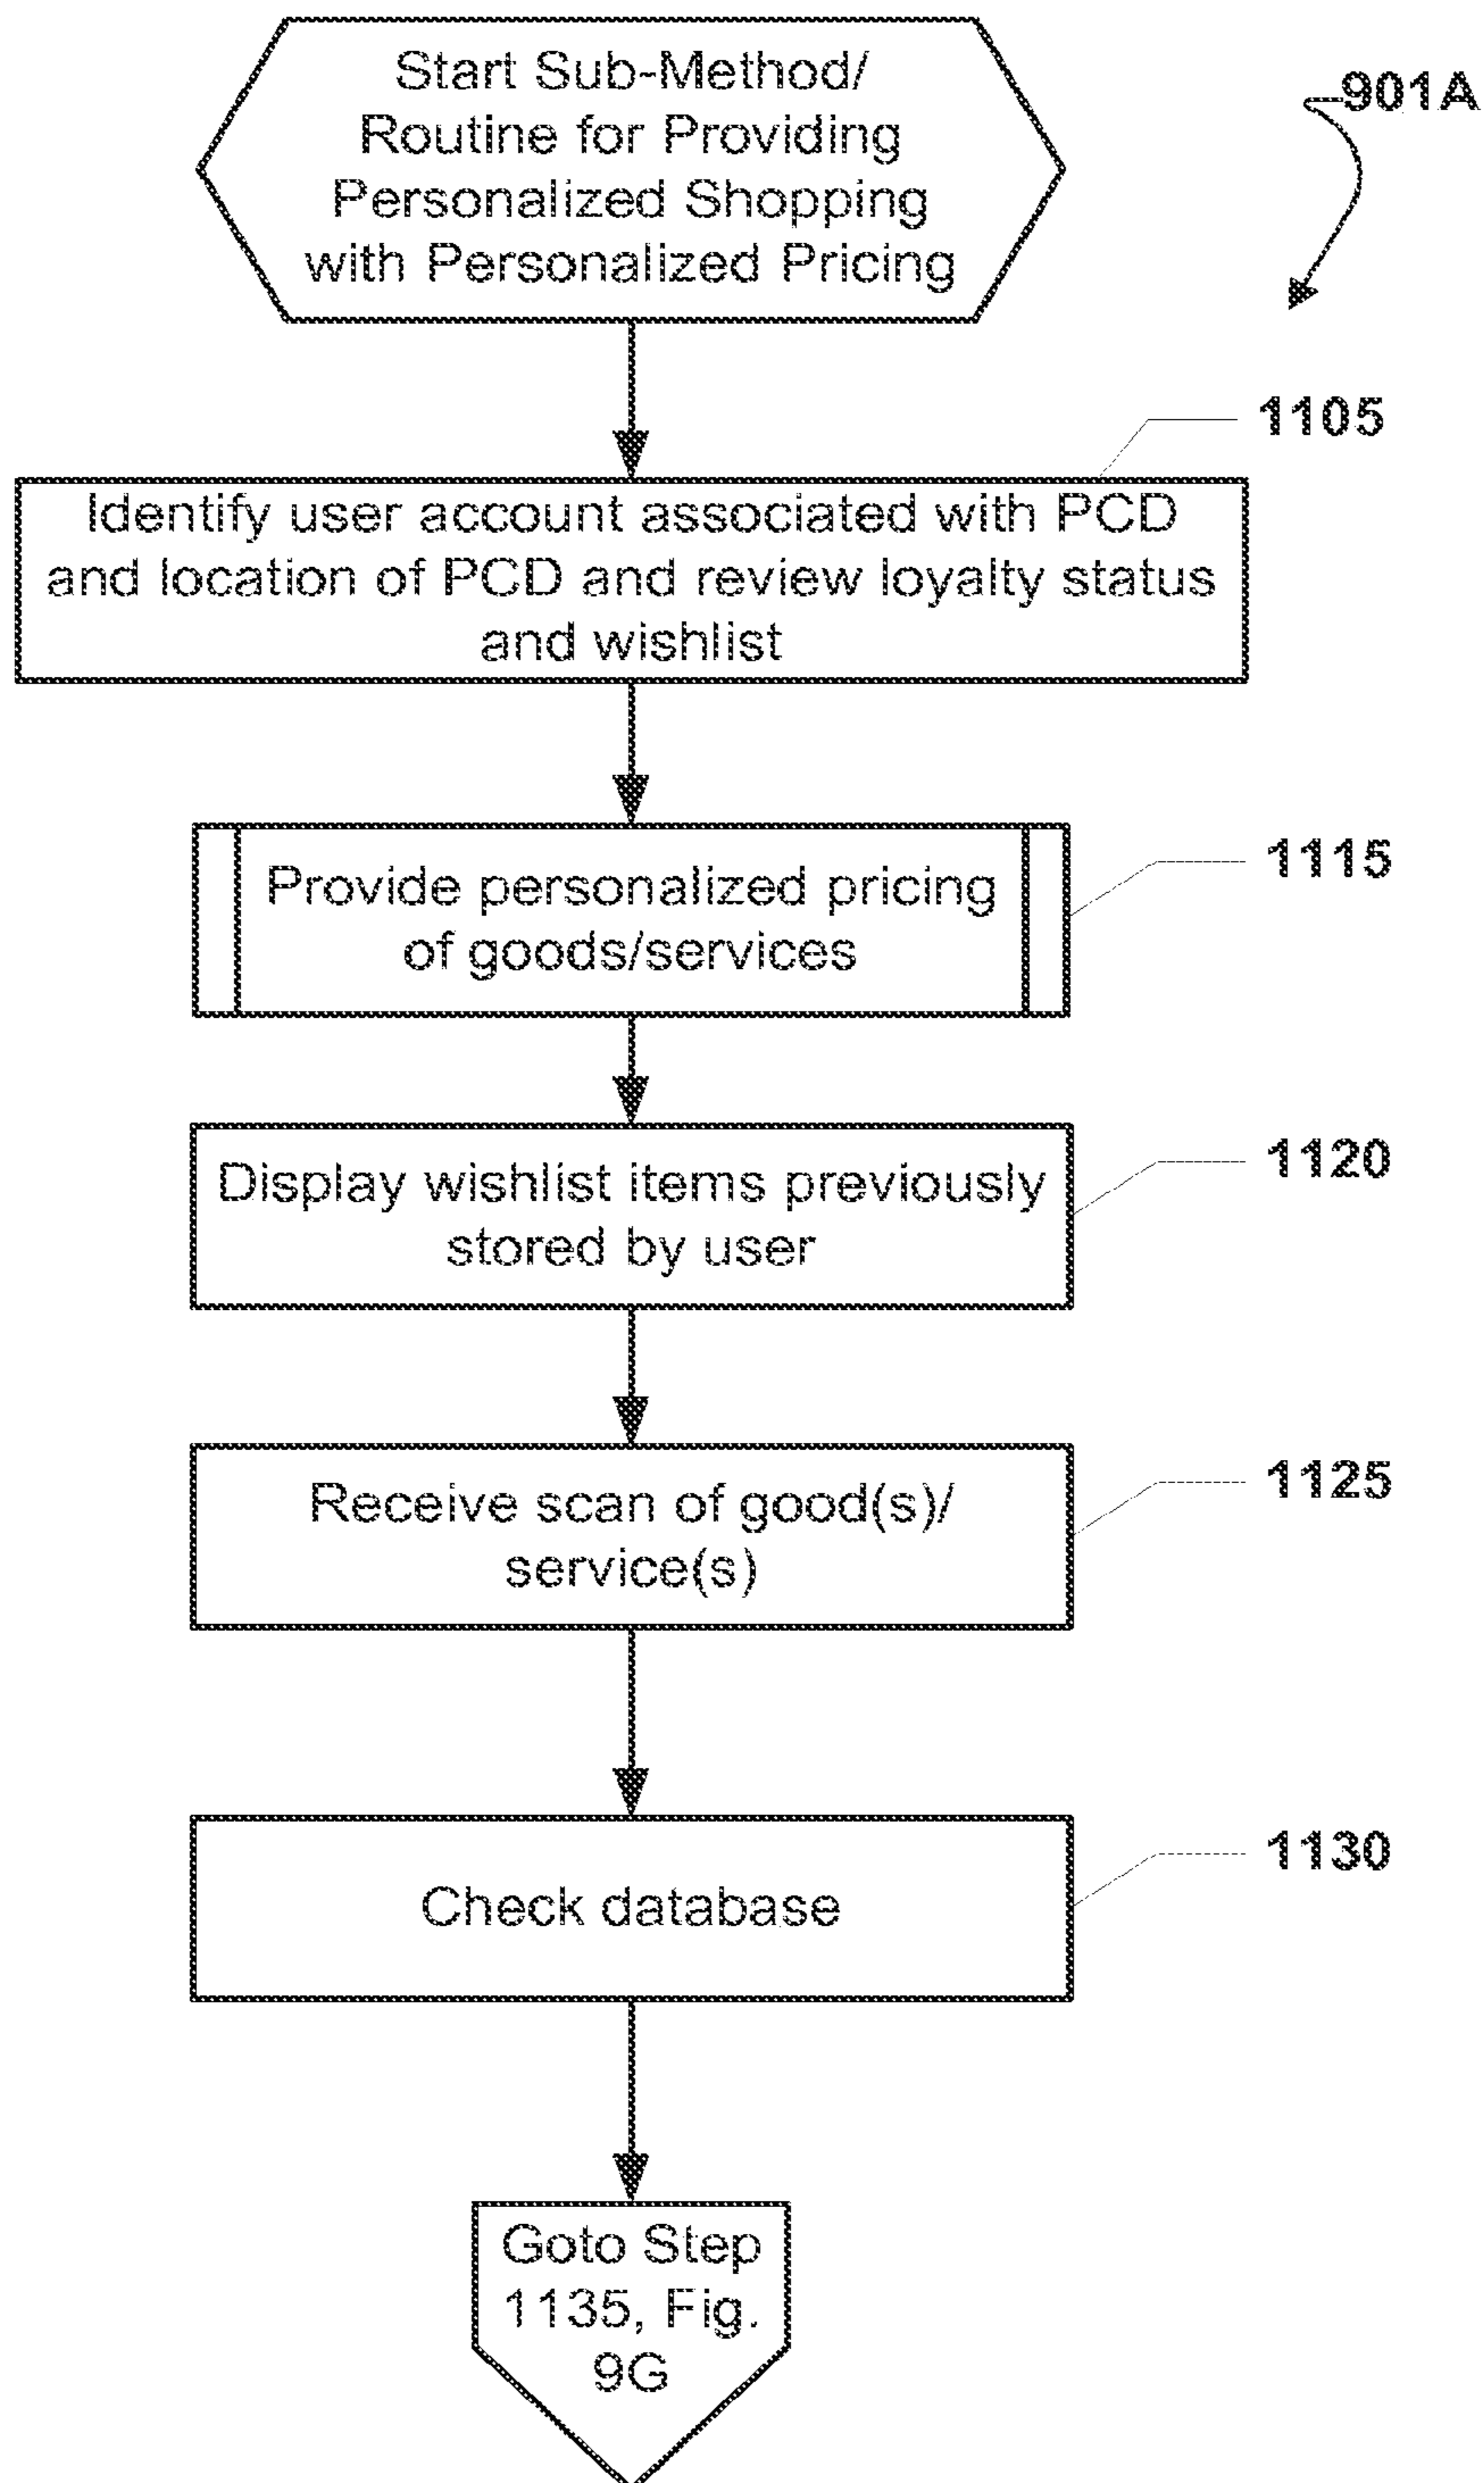 Start Sub-Method/
Routine for Providing
Personalized Shopping
with Personalized Pricing
901A
1105
Identify user account associated with PCD
and location of PCD and review loyalty status
and wishlist
1115
Provide personalized pricing
of goods/services
1120
Display wishlist items previously
stored by user
1125
Receive scan of good(s)/
service(s)
1130
Check database
Goto Step
1135, Fig.
9G